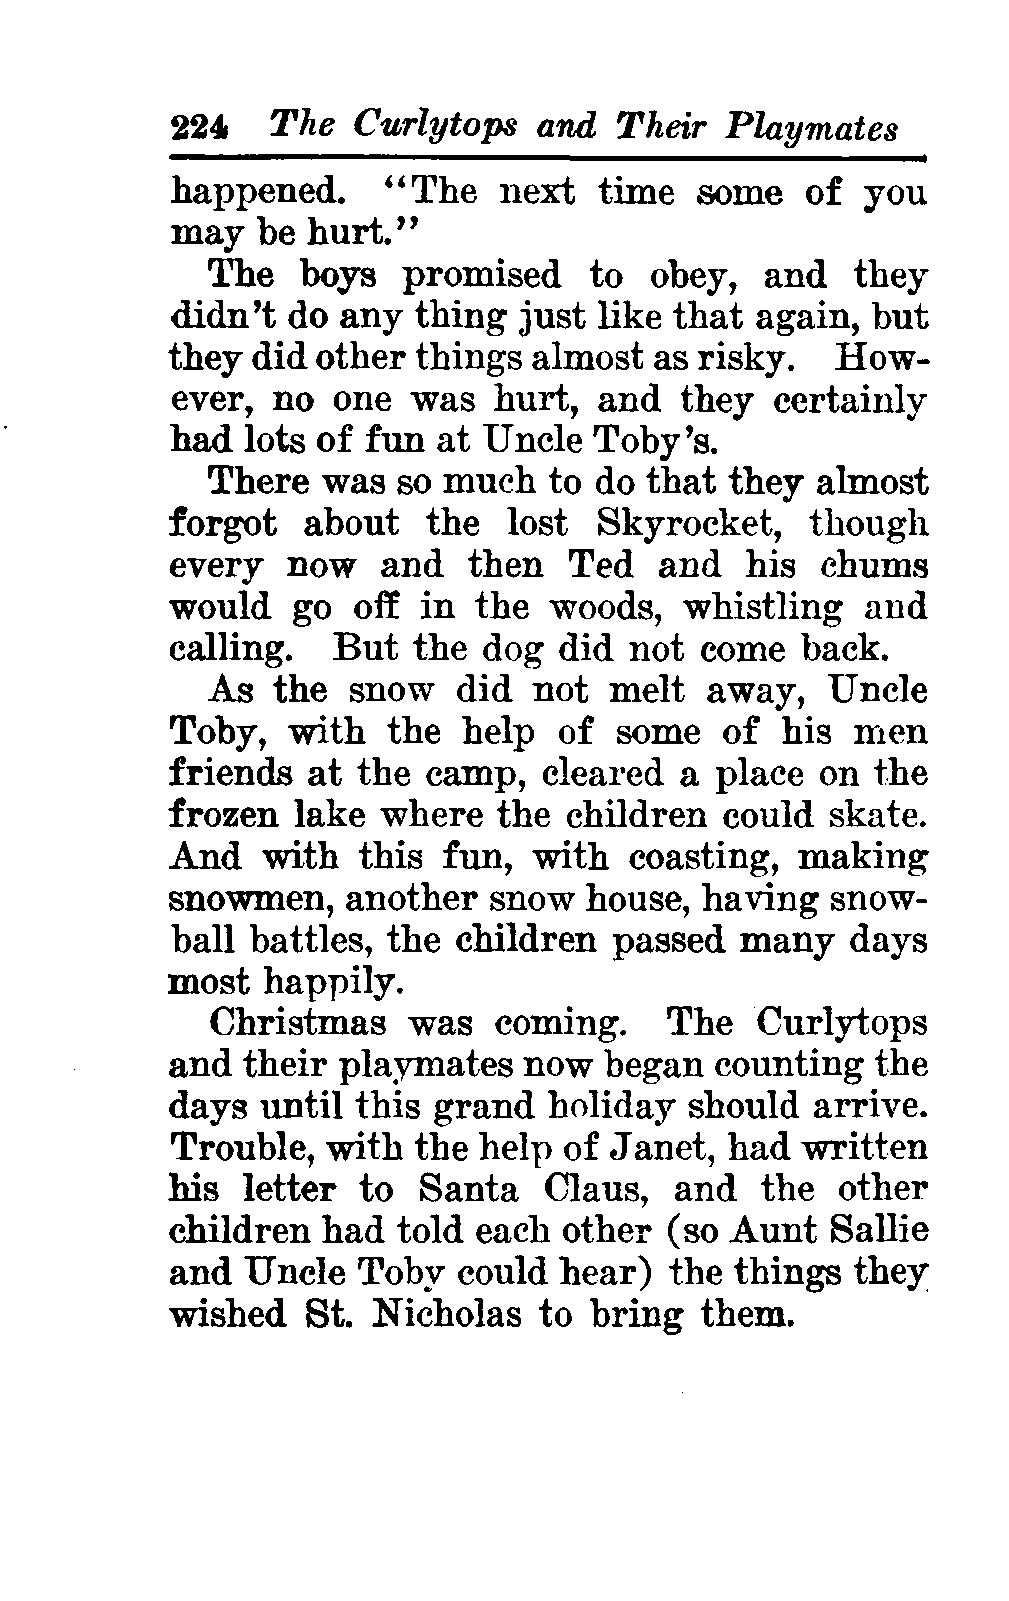 224 The Curlytops and Their Playmates
happened. "The next time some of you
may be hurt."
The boys promised to obey, and they
didn't do any thing just like that again, but
they did other things almost as risky. How-
ever, no one was hurt, and they certainly
had lots of fun at Uncle Toby's.
There was so much to do that they almost
forgot about the lost Skyrocket, though
every now and then Ted and his chums
would go off in the woods, whistling and
calling. But the dog did not come back.
As the snow did not melt away, Uncle
Toby, with the help of some of his men
friends at the camp, cleared a place on the
frozen lake where the children could skate.
And with this fun, with coasting, making
snowmen, another snow house, having snow-
ball battles, the children passed many days
most happily.
Christmas was coming. The Curlytops
and their playmates now began counting the
days until this grand holiday should arrive.
Trouble, with the help of Janet, had written
his letter to Santa Claus, and the other
children had told each other (so Aunt Sallie
and Uncle Toby could hear) the things they
wished St. Nicholas to bring them.